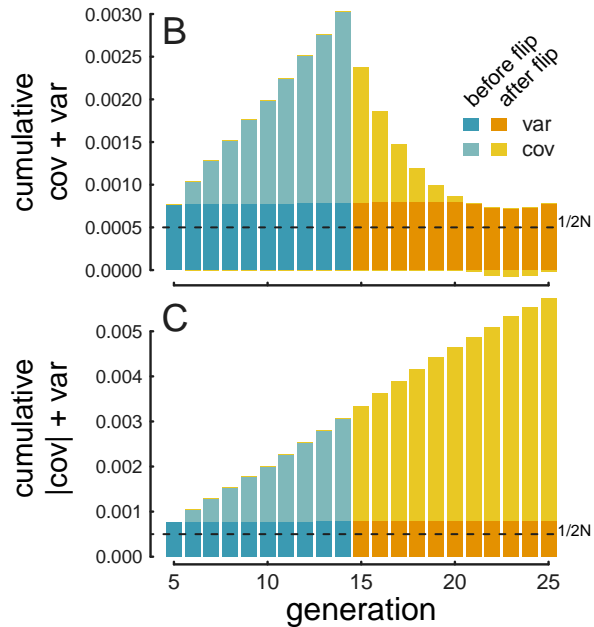 B
before flip
after flip
var
cov
cumulative
cov + var
0.0030
0.0025
0.0020
0.0015
0.0010
0.0005
0.0000
1/2N
C
cumulative
|cov| + var
0.005
0.004
0.003
0.002
0.001
0.000
1/2N
5 10 15 20 25
generation